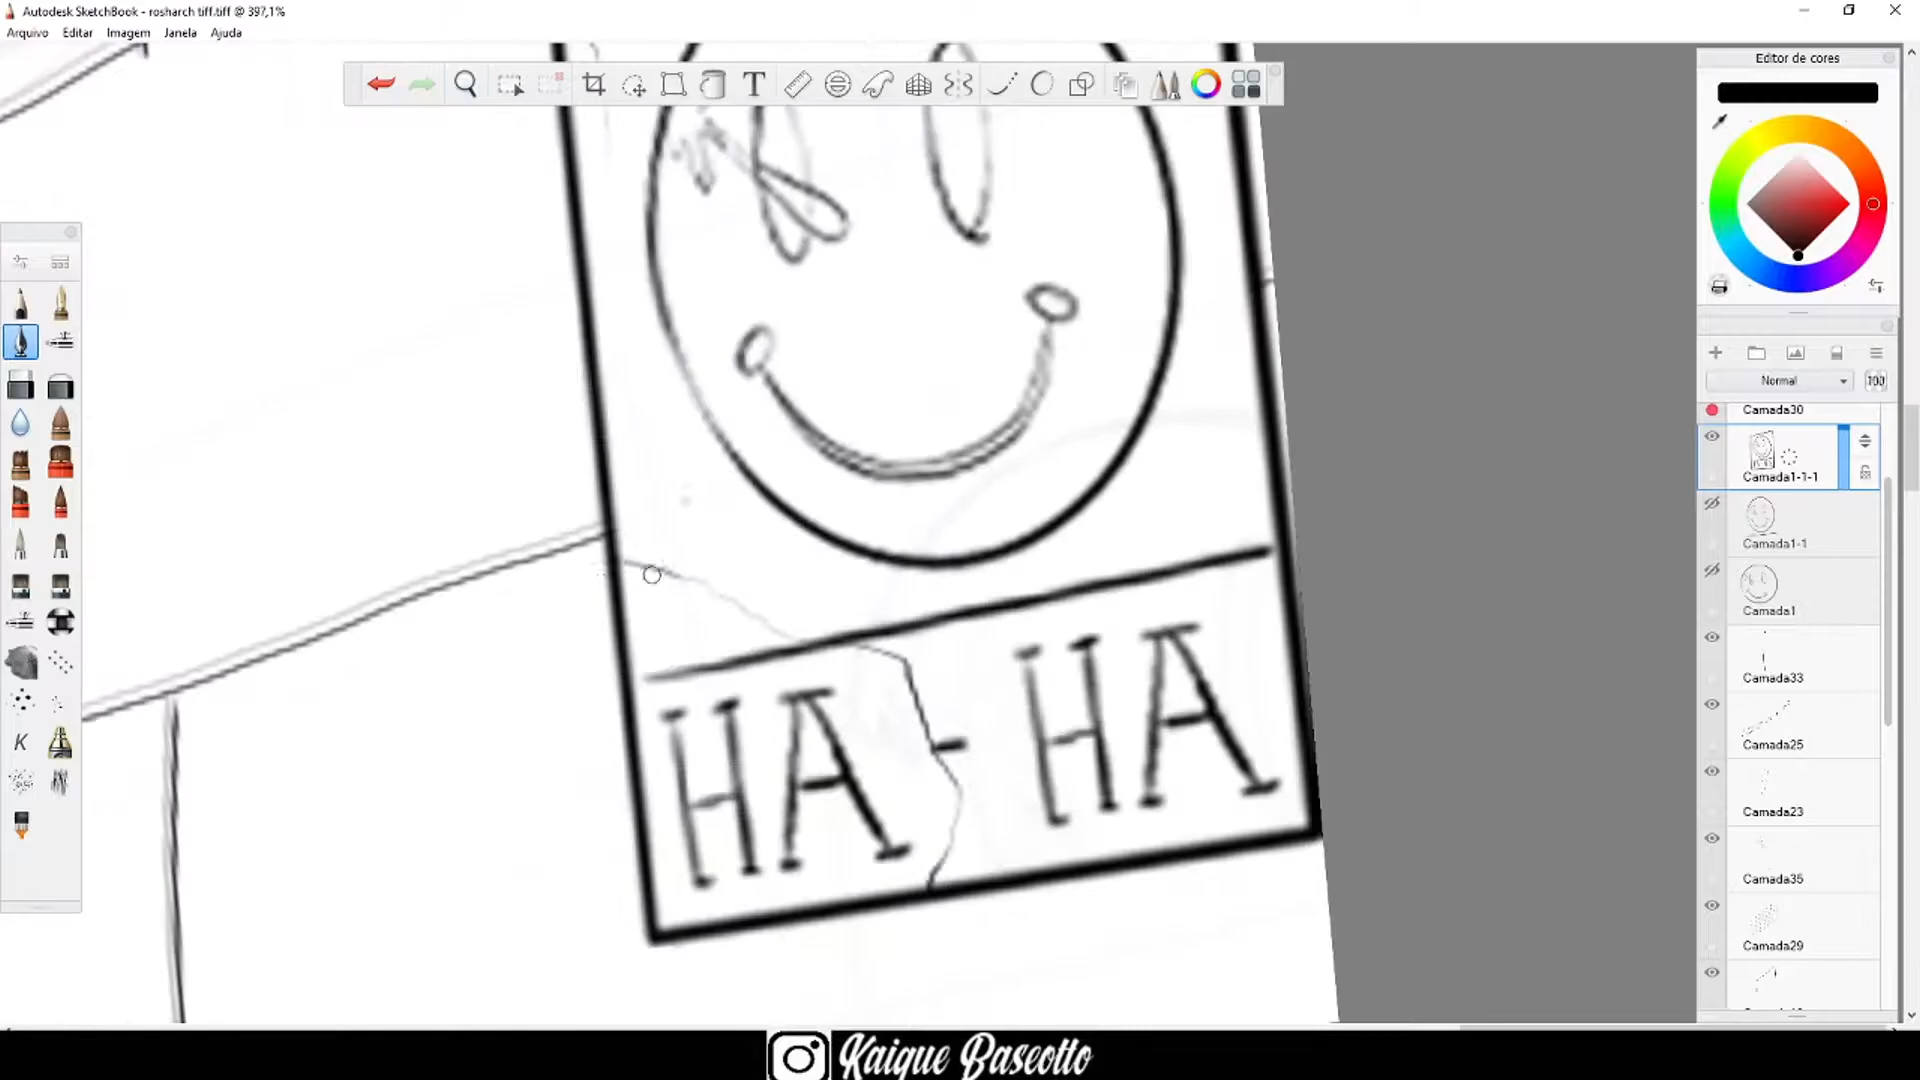 Autodesk SketchBook - rosharch tiff.tiff @ 397,1%
Arquivo Editar Imagem Janela Ajuda
Editor de cores
T
K
Normal 100
Camada30
Camada1-1-1
Camada1-1
Camada1
Camada33
Camada25
Camada23
Camada35
Camada29
HA - HA
Kaique Baseotto